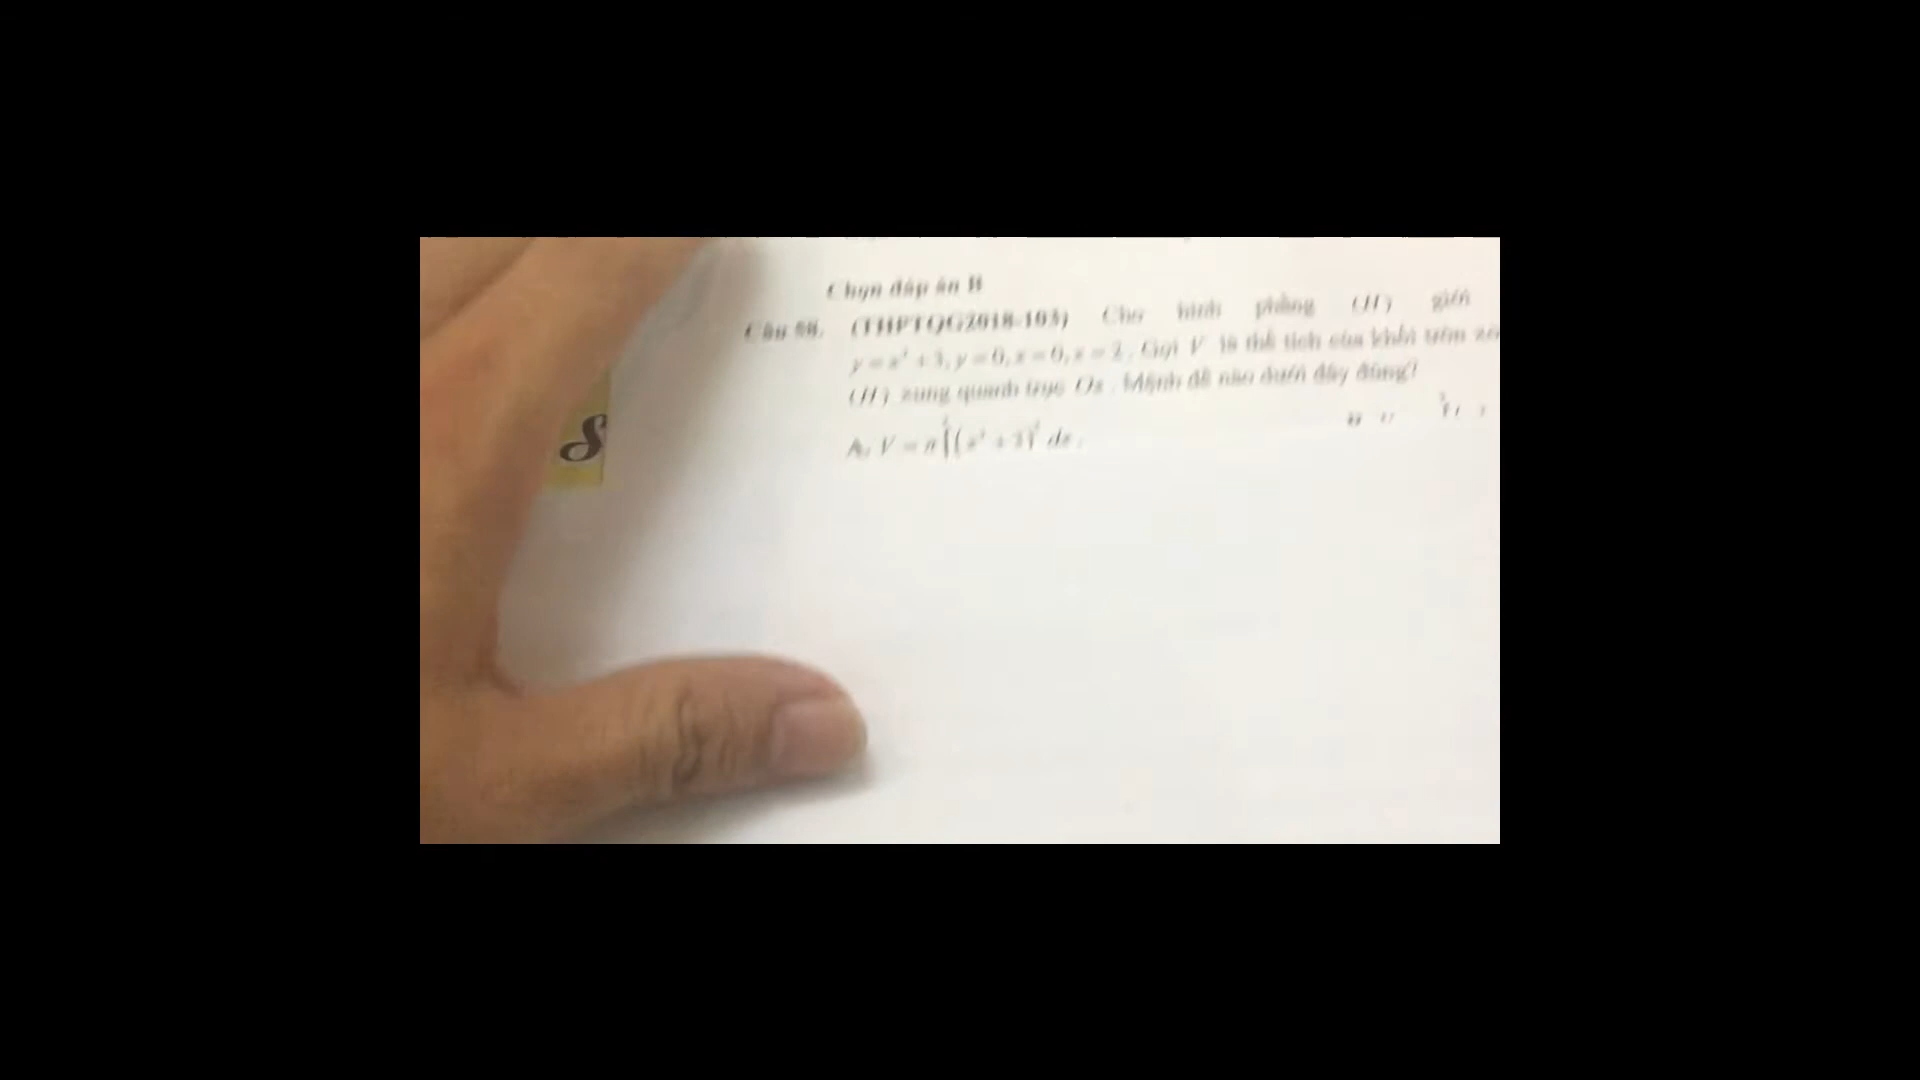 Chọn đáp án B
Câu 58. (THPTQG2018-103) Cho hình phẳng (H) giới
y = x² + 3, y = 0, x = 0, x = 2. Gọi V là thể tích của khối tròn xo
(H) xung quanh trục Ox. Mệnh đề nào dưới đây đúng?
A. V = π∫(x² + 3)² dx.
S